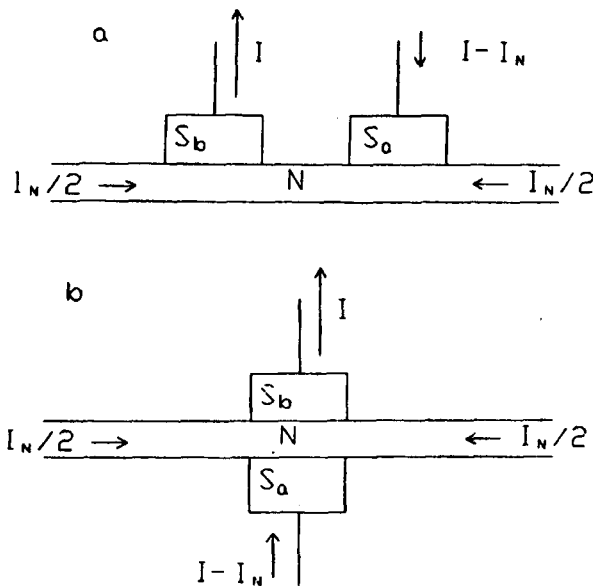 a
I
I - I_N
S_b
S_a
I_N/2 → N ← I_N/2
b
I
S_b
I_N/2 → N ← I_N/2
S_a
I - I_N